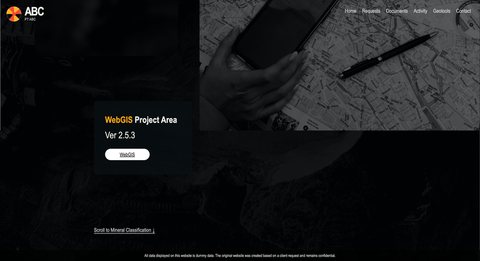 ABC
PT ABC
Home Requests Documents Activity Geotools Contact
WebGIS Project Area
Ver 2.5.3
WebGIS
Scroll to Mineral Classification ↓
All data displayed on this website is dummy data. The original website was created based on a client request and remains confidential.